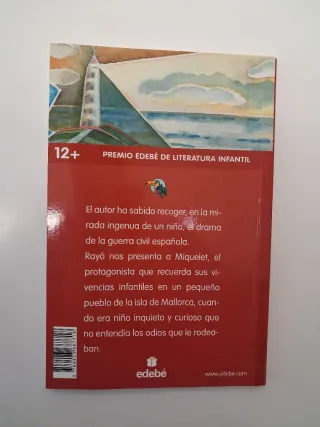 12+
PREMIO EDEBÉ DE LITERATURA INFANTIL
El autor ha sabido recoger, en la mi-
rada ingenua de un niño, el drama
de la guerra civil española.
Rayó nos presenta a Miquelet, el
protagonista que recuerda sus vi-
vencias infantiles en un pequeño
pueblo de la isla de Mallorca, cuan-
do era niño inquieto y curioso que
no entendía los odios que le rodea-
ban.
edebé
www.edebe.com